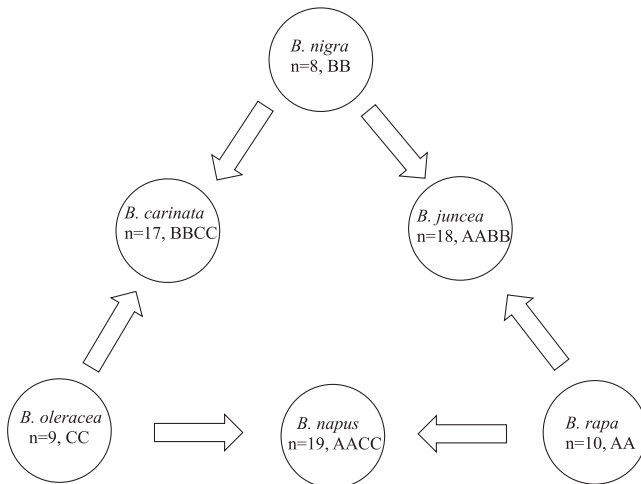 B. nigra
n=8, BB
B. carinata
n=17, BBCC
B. juncea
n=18, AABB
B. oleracea
n=9, CC
B. napus
n=19, AACC
B. rapa
n=10, AA